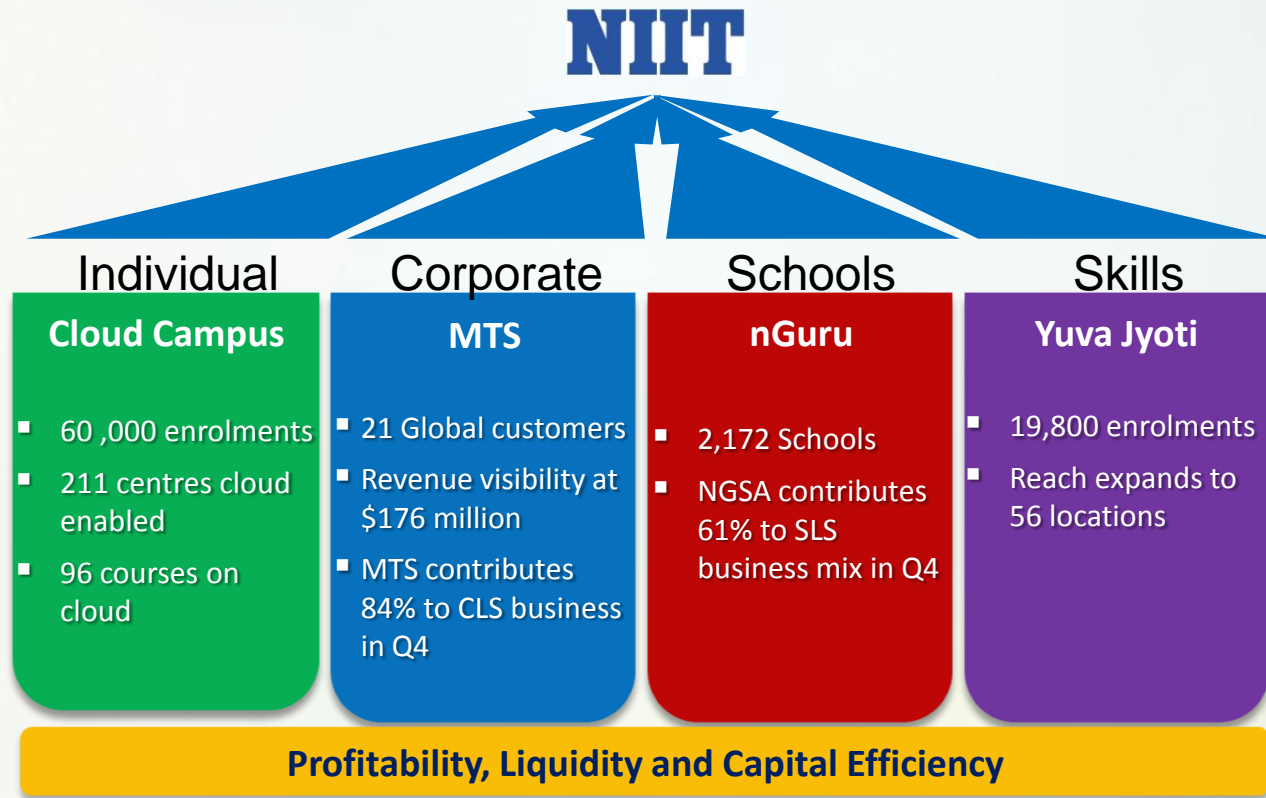 NIIT
Individual
Cloud Campus
▪ 60 ,000 enrolments
▪ 211 centres cloud
enabled
▪ 96 courses on
cloud
Corporate
MTS
▪ 21 Global customers
▪ Revenue visibility at
$176 million
▪ MTS contributes
84% to CLS business
in Q4
Schools
nGuru
▪ 2,172 Schools
▪ NGSA contributes
61% to SLS
business mix in Q4
Skills
Yuva Jyoti
▪ 19,800 enrolments
▪ Reach expands to
56 locations
Profitability, Liquidity and Capital Efficiency